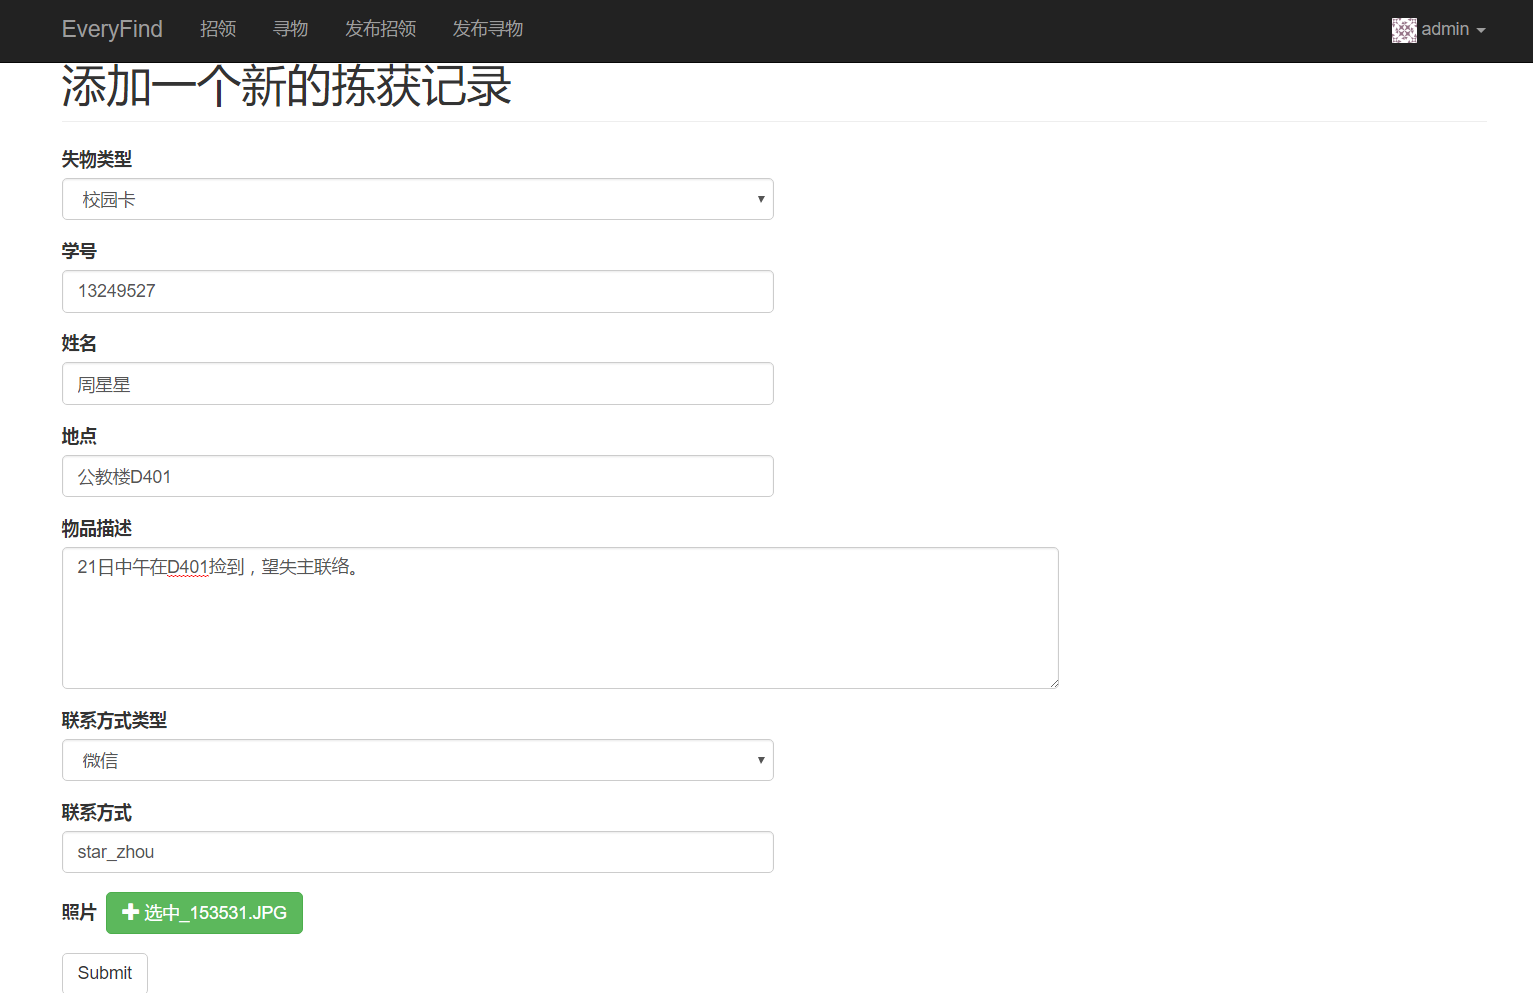 EveryFind 招领 寻物 发布招领 发布寻物 admin
添加一个新的拣获记录
失物类型
校园卡
学号
13249527
姓名
周星星
地点
公教楼D401
物品描述
21日中午在D401捡到，望失主联络。
联系方式类型
微信
联系方式
star_zhou
照片 选中_153531.JPG
Submit